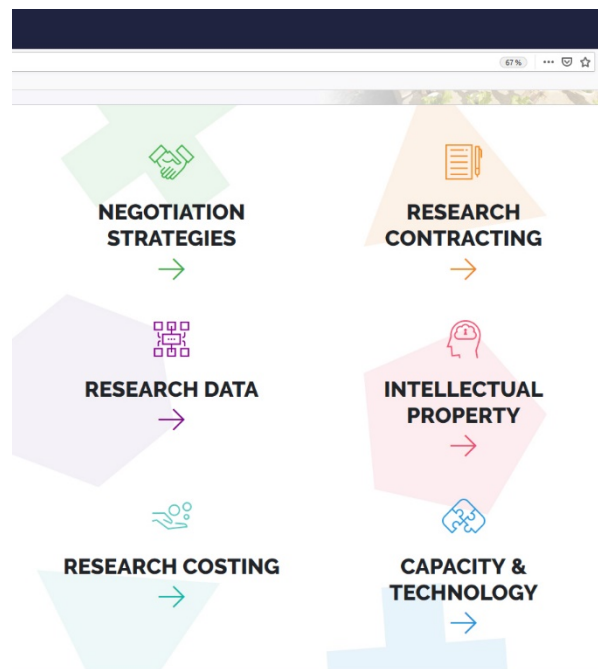 67%
NEGOTIATION
STRATEGIES
RESEARCH
CONTRACTING
RESEARCH DATA
INTELLECTUAL
PROPERTY
RESEARCH COSTING
CAPACITY &
TECHNOLOGY